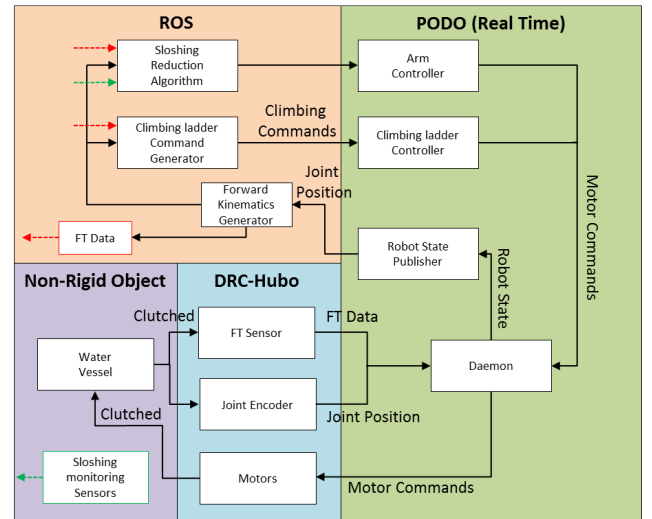 ROS
PODO (Real Time)
Sloshing
Reduction
Algorithm
Arm
Controller
Climbing
Commands
Climbing ladder
Command
Generator
Climbing ladder
Controller
Joint
Position
Forward
Kinematics
Generator
FT Data
Robot State
Publisher
Motor Commands
Robot State
Non-Rigid Object
DRC-Hubo
Clutched
FT Sensor
FT Data
Water
Vessel
Daemon
Joint Encoder
Clutched
Joint Position
Sloshing
monitoring
Sensors
Motors
Motor Commands